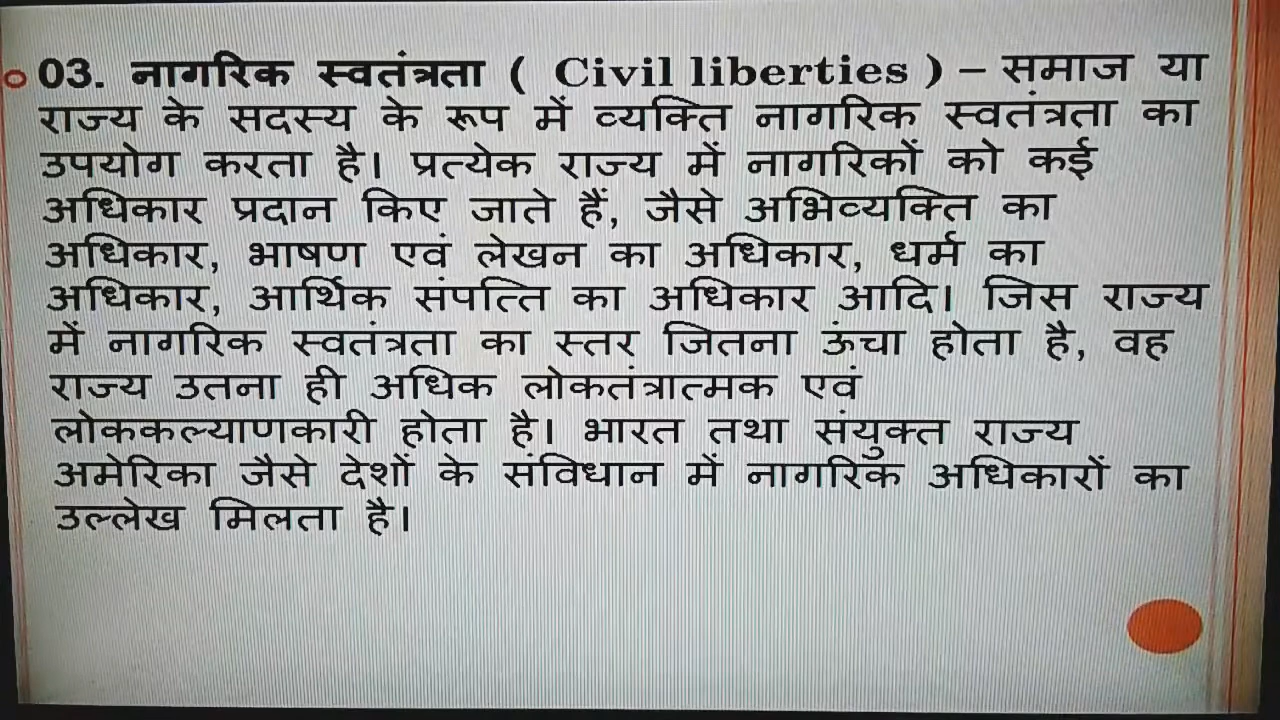 03. नागरिक स्वतंत्रता ( Civil liberties ) – समाज या
राज्य के सदस्य के रूप में व्यक्ति नागरिक स्वतंत्रता का
उपयोग करता है। प्रत्येक राज्य में नागरिकों को कई
अधिकार प्रदान किए जाते हैं, जैसे अभिव्यक्ति का
अधिकार, भाषण एवं लेखन का अधिकार, धर्म का
अधिकार, आर्थिक संपत्ति का अधिकार आदि। जिस राज्य
में नागरिक स्वतंत्रता का स्तर जितना ऊंचा होता है, वह
राज्य उतना ही अधिक लोकतंत्रात्मक एवं
लोककल्याणकारी होता है। भारत तथा संयुक्त राज्य
अमेरिका जैसे देशों के संविधान में नागरिक अधिकारों का
उल्लेख मिलता है।